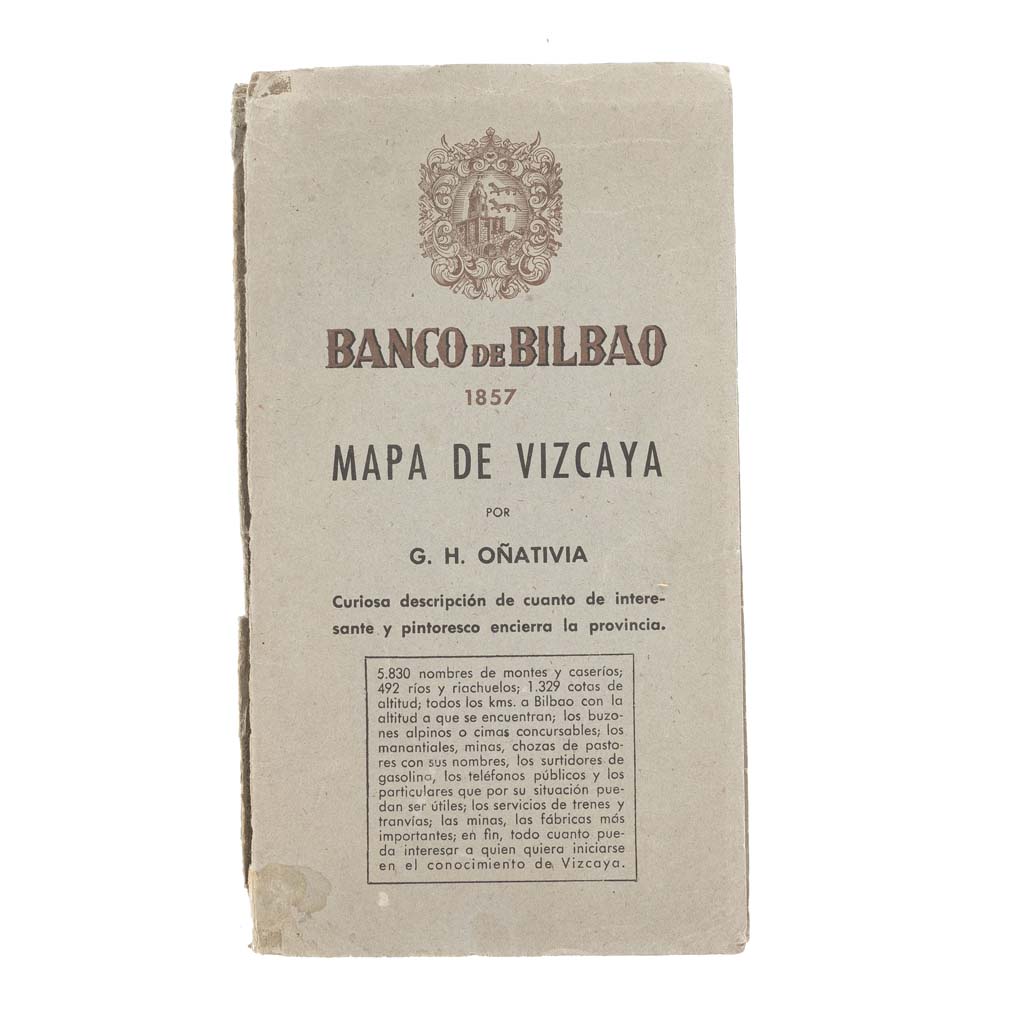 BANCO DE BILBAO
1857
MAPA DE VIZCAYA
POR
G. H. OÑATIVIA
Curiosa descripción de cuanto de intere-
sante y pintoresco encierra la provincia.
5.830 nombres de montes y caseríos;
492 ríos y riachuelos; 1.329 cotas de
altitud; todos los kms. a Bilbao con la
altitud a que se encuentran; los buzo-
nes alpinos o cimas concursables; los
manantiales, minas, chozas de pasto-
res con sus nombres, los surtidores de
gasolina, los teléfonos públicos y los
particulares que por su situación pue-
dan ser útiles; los servicios de trenes y
tranvías; las minas, las fábricas más
importantes; en fin, todo cuanto pue-
da interesar a quien quiera iniciarse
en el conocimiento de Vizcaya.